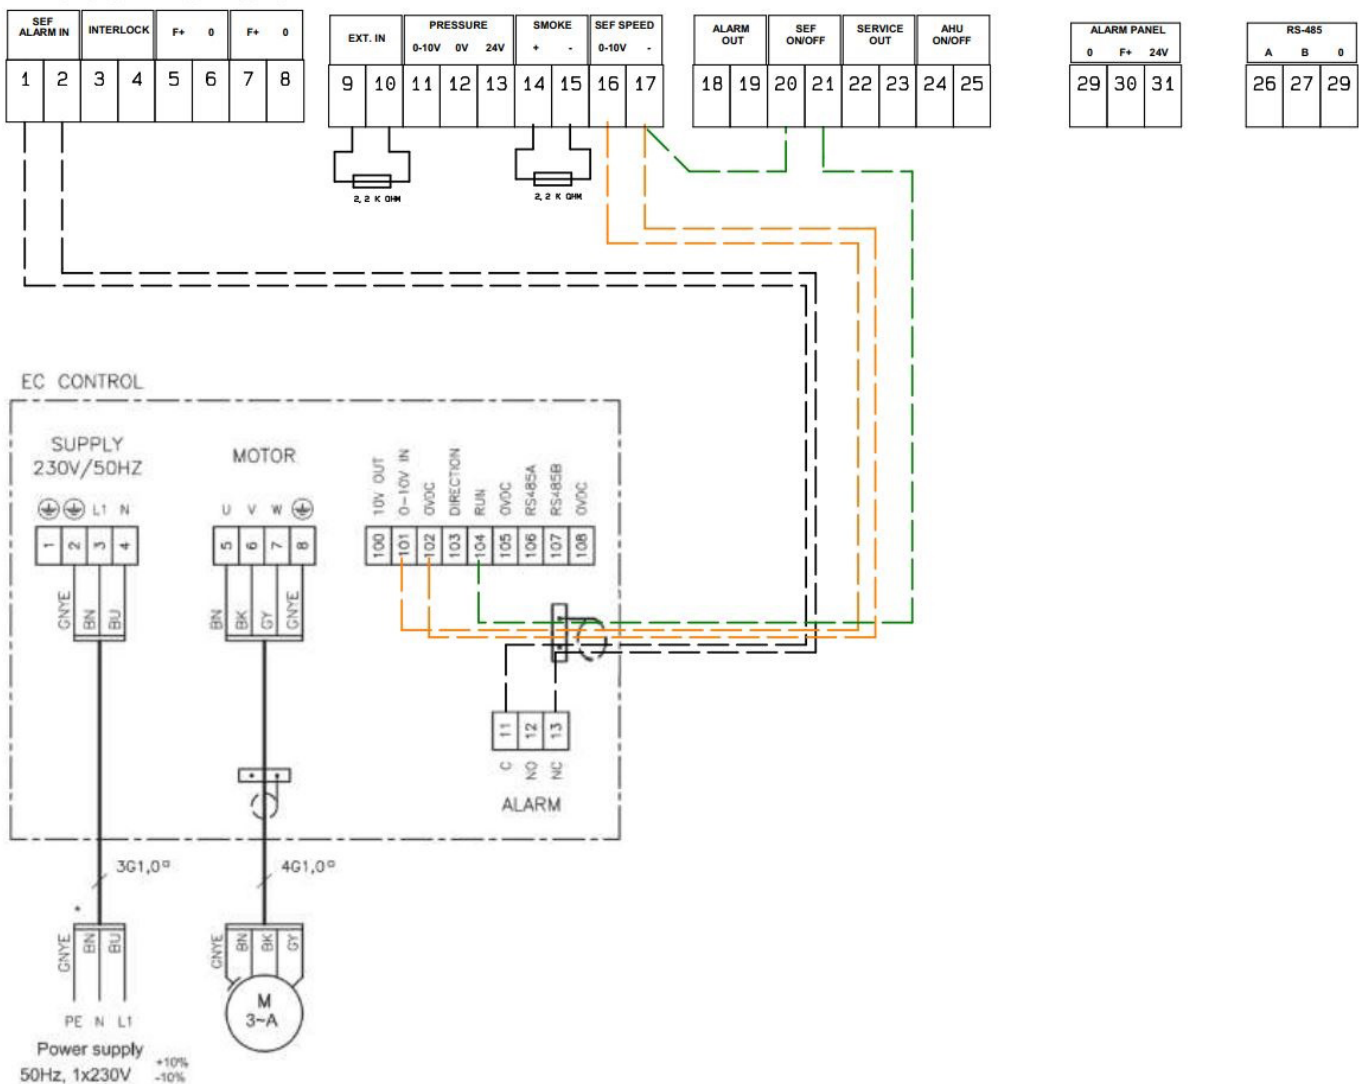 SEF
ALARM IN
INTERLOCK
F+ 0
F+ 0
1 2 3 4 5 6 7 8
EXT. IN
PRESSURE
0-10V 0V 24V
SMOKE
+ -
SEF SPEED
0-10V -
9 10 11 12 13 14 15 16 17
ALARM
OUT
SEF
ON/OFF
SERVICE
OUT
AHU
ON/OFF
18 19 20 21 22 23 24 25
ALARM PANEL
0 F+ 24V
29 30 31
RS-485
A B 0
26 27 29
2, 2 K OHM
2, 2 K OHM
EC CONTROL
SUPPLY
230V/50HZ
L1 N
1 2 3 4
GNYE BN BU
MOTOR
U V W
5 6 7 8
BN BK GY GNYE
10V OUT
0-10V IN
0VDC
DIRECTION
RUN
0VDC
RS485A
RS485B
0VDC
100 101 102 103 104 105 106 107 108
11 12 13
C NO NC
ALARM
3G1,0
4G1,0
*
GNYE BN BU
PE N L1
Power supply
50Hz, 1x230V +10%
-10%
GNYE BN BK GY
M
3~A